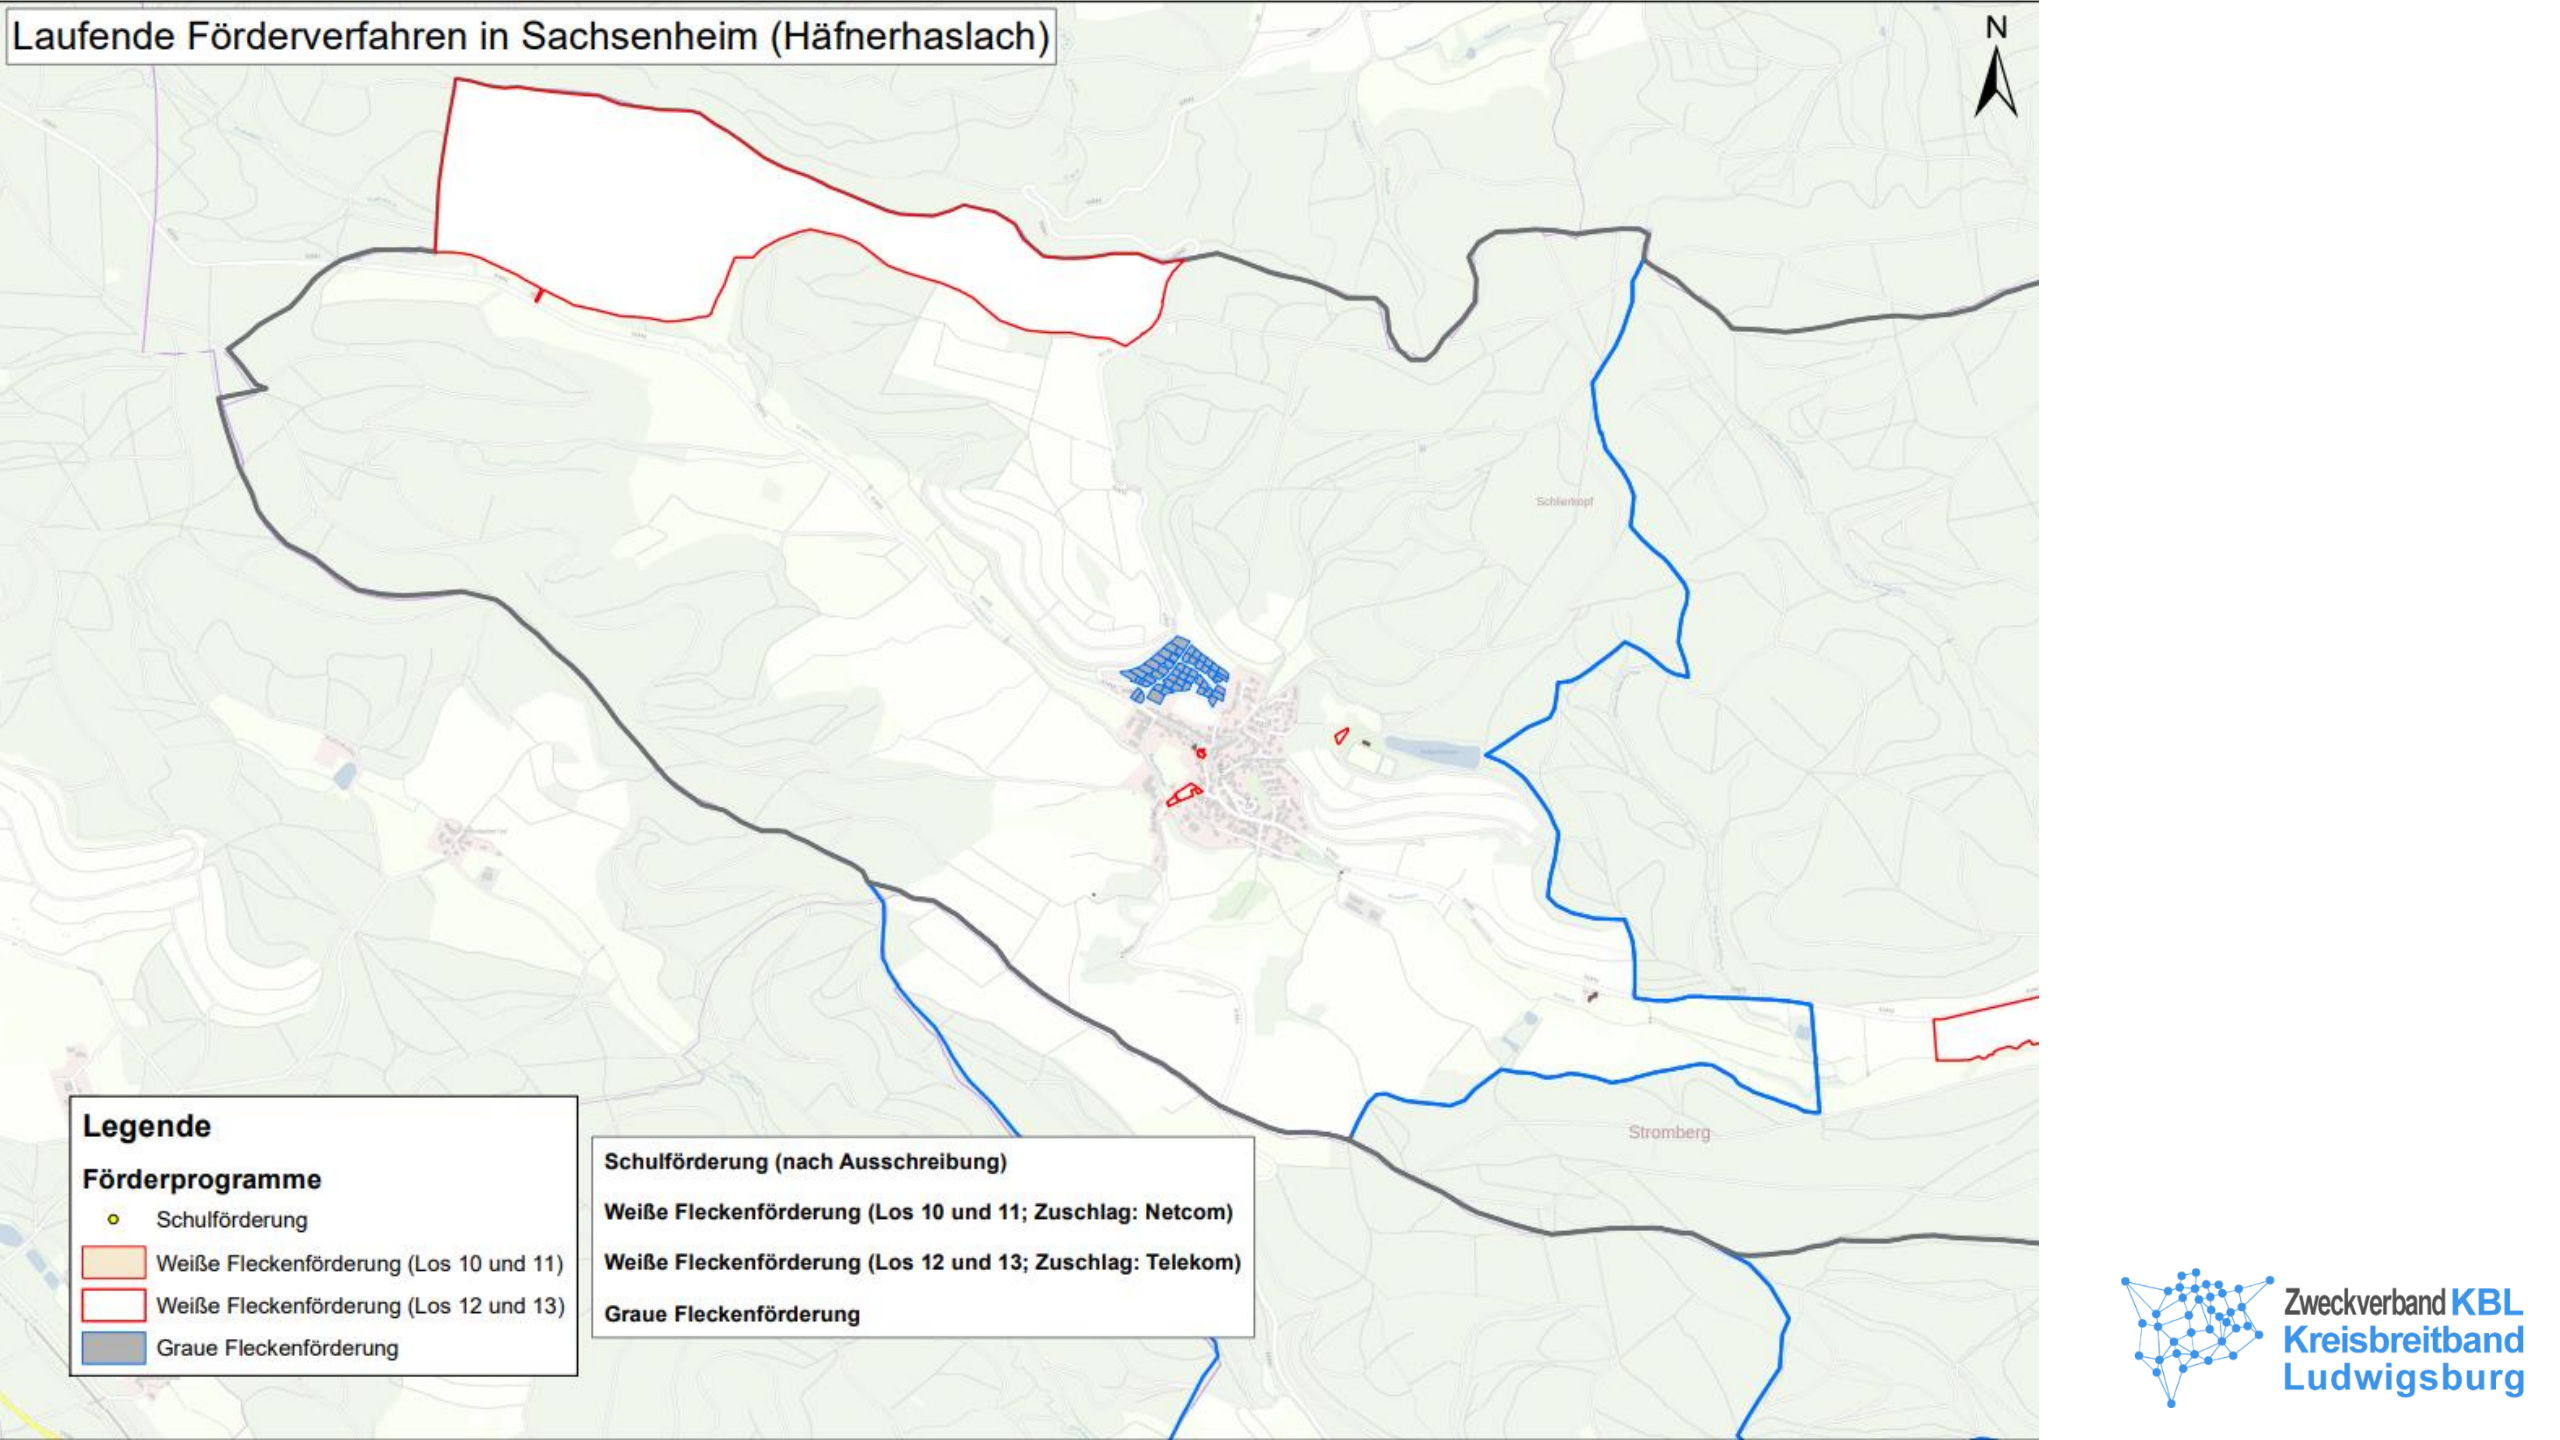 Laufende Förderverfahren in Sachsenheim (Häfnerhaslach)
N
Schlierkopf
Stromberg
Legende
Förderprogramme
Schulförderung
Weiße Fleckenförderung (Los 10 und 11)
Weiße Fleckenförderung (Los 12 und 13)
Graue Fleckenförderung
Schulförderung (nach Ausschreibung)
Weiße Fleckenförderung (Los 10 und 11; Zuschlag: Netcom)
Weiße Fleckenförderung (Los 12 und 13; Zuschlag: Telekom)
Graue Fleckenförderung
Zweckverband KBL
Kreisbreitband
Ludwigsburg